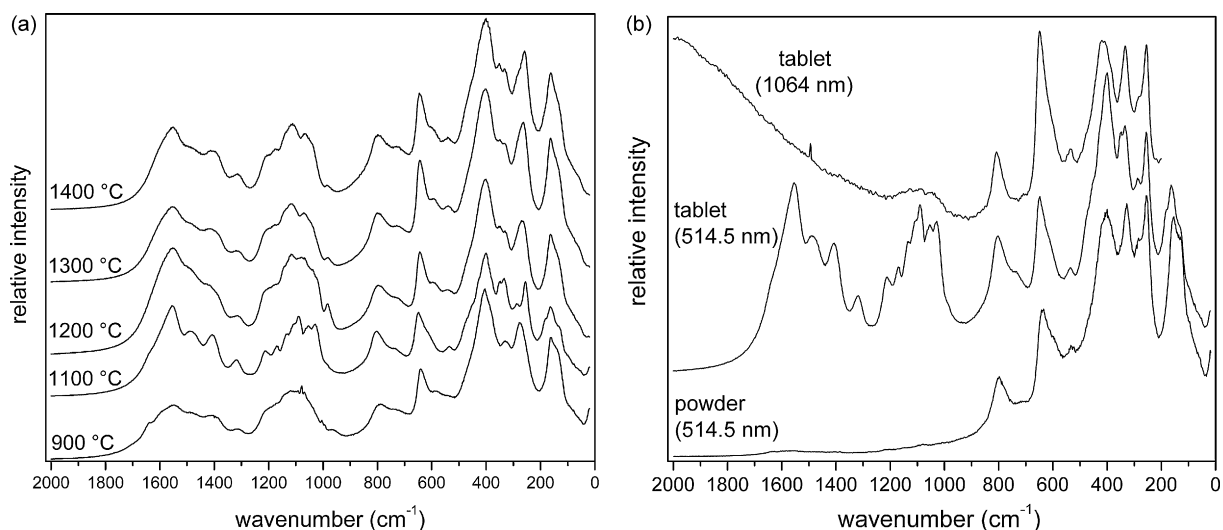 (a)
relative intensity
1400 °C
1300 °C
1200 °C
1100 °C
900 °C
2000 1800 1600 1400 1200 1000 800 600 400 200 0
wavenumber (cm⁻¹)
(b)
relative intensity
tablet
(1064 nm)
tablet
(514.5 nm)
powder
(514.5 nm)
2000 1800 1600 1400 1200 1000 800 600 400 200 0
wavenumber (cm⁻¹)